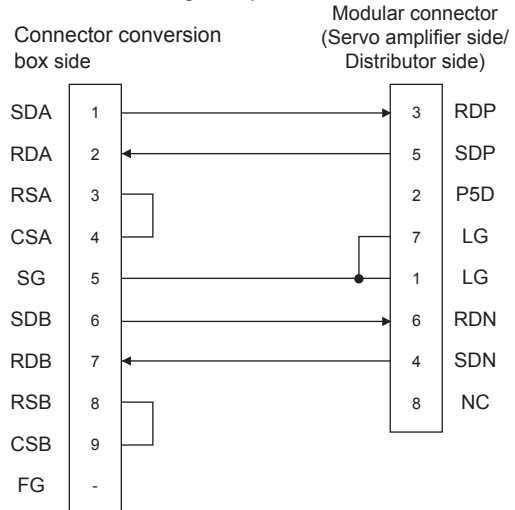 Modular connector
(Servo amplifier side/
Distributor side)
Connector conversion
box side
SDA 1 3 RDP
RDA 2 5 SDP
RSA 3 2 P5D
CSA 4 7 LG
SG 5 1 LG
SDB 6 6 RDN
RDB 7 4 SDN
RSB 8 8 NC
CSB 9
FG -